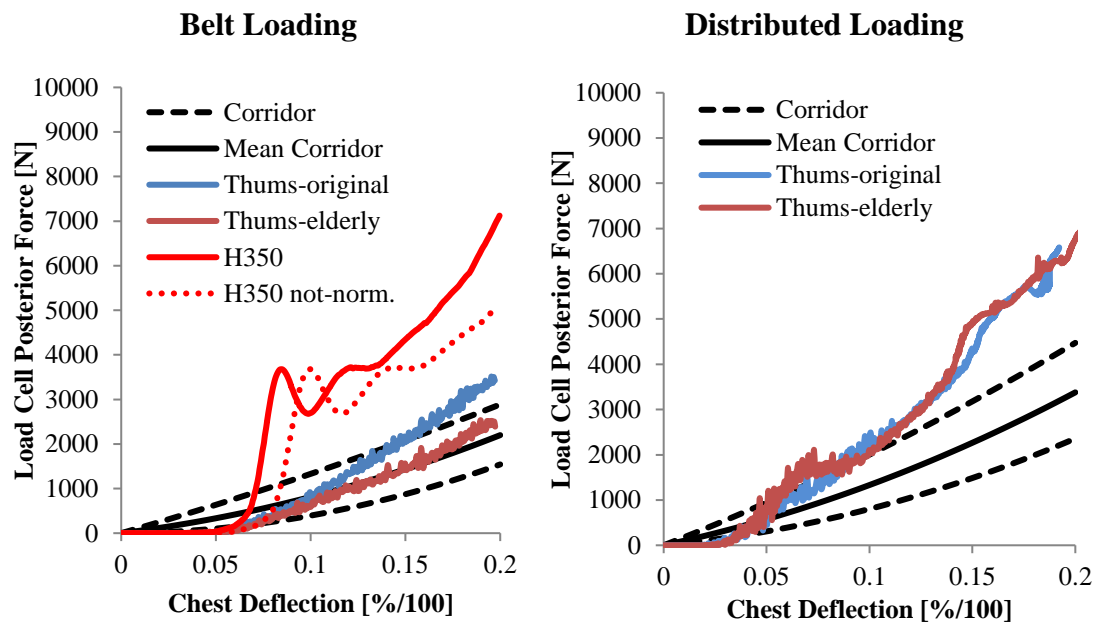 Belt Loading
Load Cell Posterior Force [N]
10000
9000
8000
7000
6000
5000
4000
3000
2000
1000
0
Corridor
Mean Corridor
Thums-original
Thums-elderly
H350
H350 not-norm.
0 0.05 0.1 0.15 0.2
Chest Deflection [%/100]
Distributed Loading
Load Cell Posterior Force [N]
10000
9000
8000
7000
6000
5000
4000
3000
2000
1000
0
Corridor
Mean Corridor
Thums-original
Thums-elderly
0 0.05 0.1 0.15 0.2
Chest Deflection [%/100]